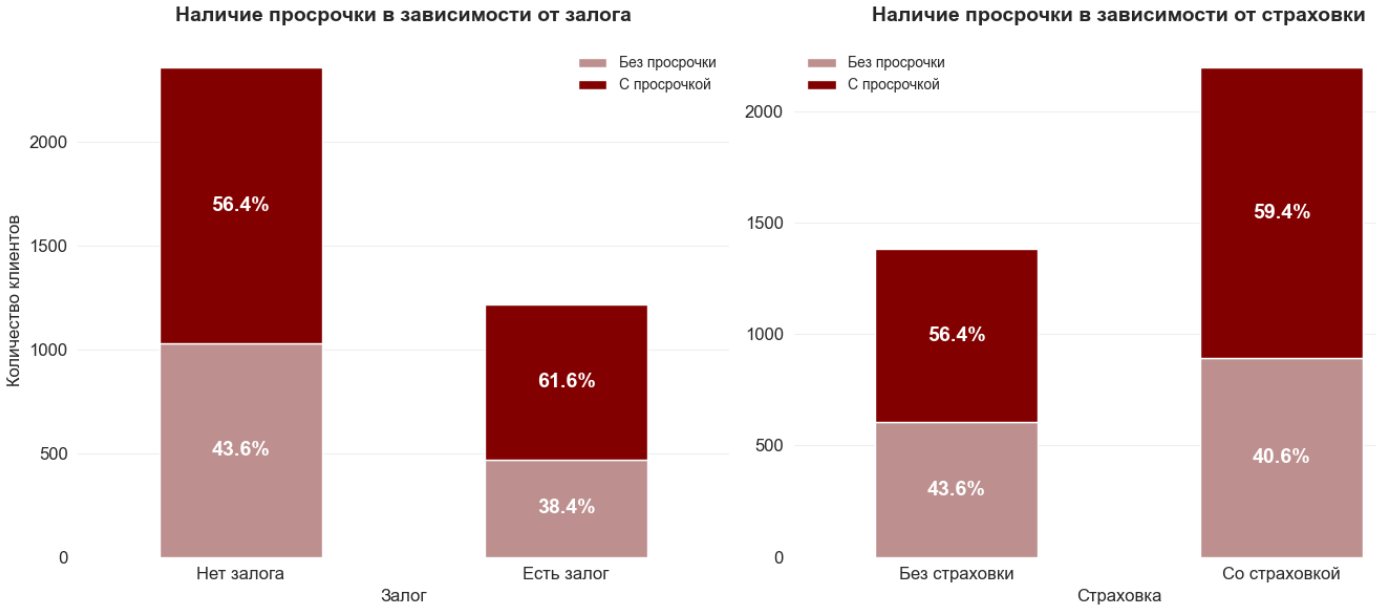 Наличие просрочки в зависимости от залога
Без просрочки
С просрочкой
Количество клиентов
2000
1500
1000
500
0
56.4%
43.6%
61.6%
38.4%
Нет залога
Есть залог
Залог
Наличие просрочки в зависимости от страховки
Без просрочки
С просрочкой
2000
1500
1000
500
0
56.4%
43.6%
59.4%
40.6%
Без страховки
Со страховкой
Страховка